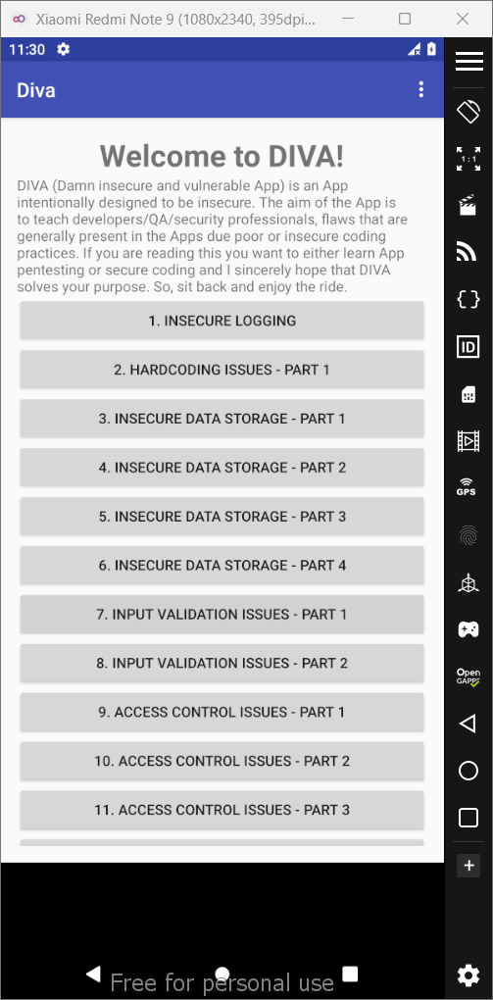 Xiaomi Redmi Note 9 (1080x2340, 395dpi...
11:30
Diva
Welcome to DIVA!
DIVA (Damn insecure and vulnerable App) is an App
intentionally designed to be insecure. The aim of the App is
to teach developers/QA/security professionals, flaws that are
generally present in the Apps due poor or insecure coding
practices. If you are reading this you want to either learn App
pentesting or secure coding and I sincerely hope that DIVA
solves your purpose. So, sit back and enjoy the ride.
1. INSECURE LOGGING
2. HARDCODING ISSUES - PART 1
3. INSECURE DATA STORAGE - PART 1
4. INSECURE DATA STORAGE - PART 2
5. INSECURE DATA STORAGE - PART 3
6. INSECURE DATA STORAGE - PART 4
7. INPUT VALIDATION ISSUES - PART 1
8. INPUT VALIDATION ISSUES - PART 2
9. ACCESS CONTROL ISSUES - PART 1
10. ACCESS CONTROL ISSUES - PART 2
11. ACCESS CONTROL ISSUES - PART 3
1:1
{}
ID
GPS
Open
GAPPS
Free for personal use